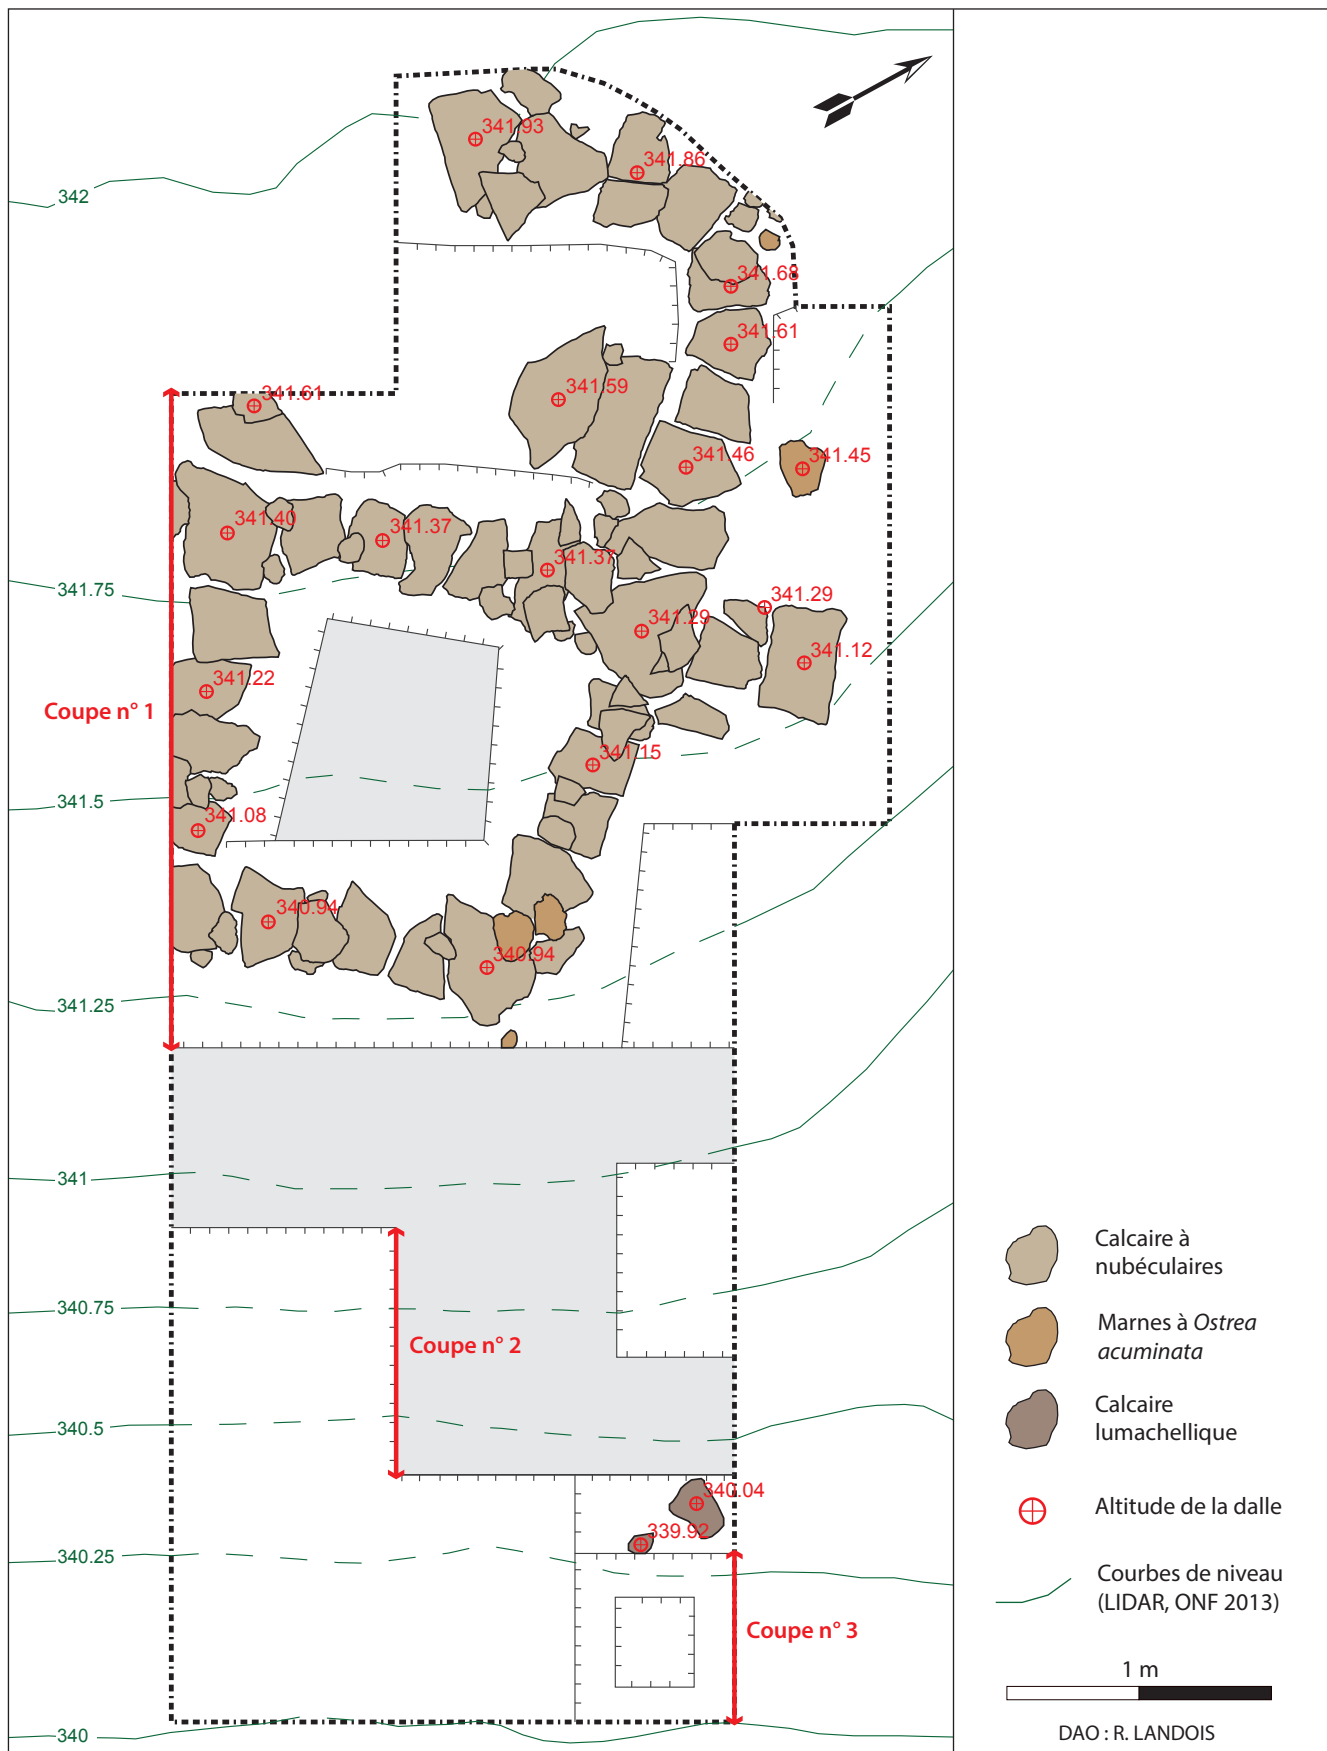 341.93
341.86
342
341.68
341.61
341.59
341.61
341.46
341.45
341.40
341.37
341.37
341.75
341.29
341.29
341.12
341.22
Coupe n° 1
341.15
341.5
341.08
340.94
340.94
341.25
341
Calcaire à
nubéculaires
340.75
Marnes à Ostrea
acuminata
Coupe n° 2
Calcaire
lumachellique
340.5
340.04
Altitude de la dalle
339.92
340.25
Courbes de niveau
(LIDAR, ONF 2013)
Coupe n° 3
1 m
340
DAO : R. LANDOIS